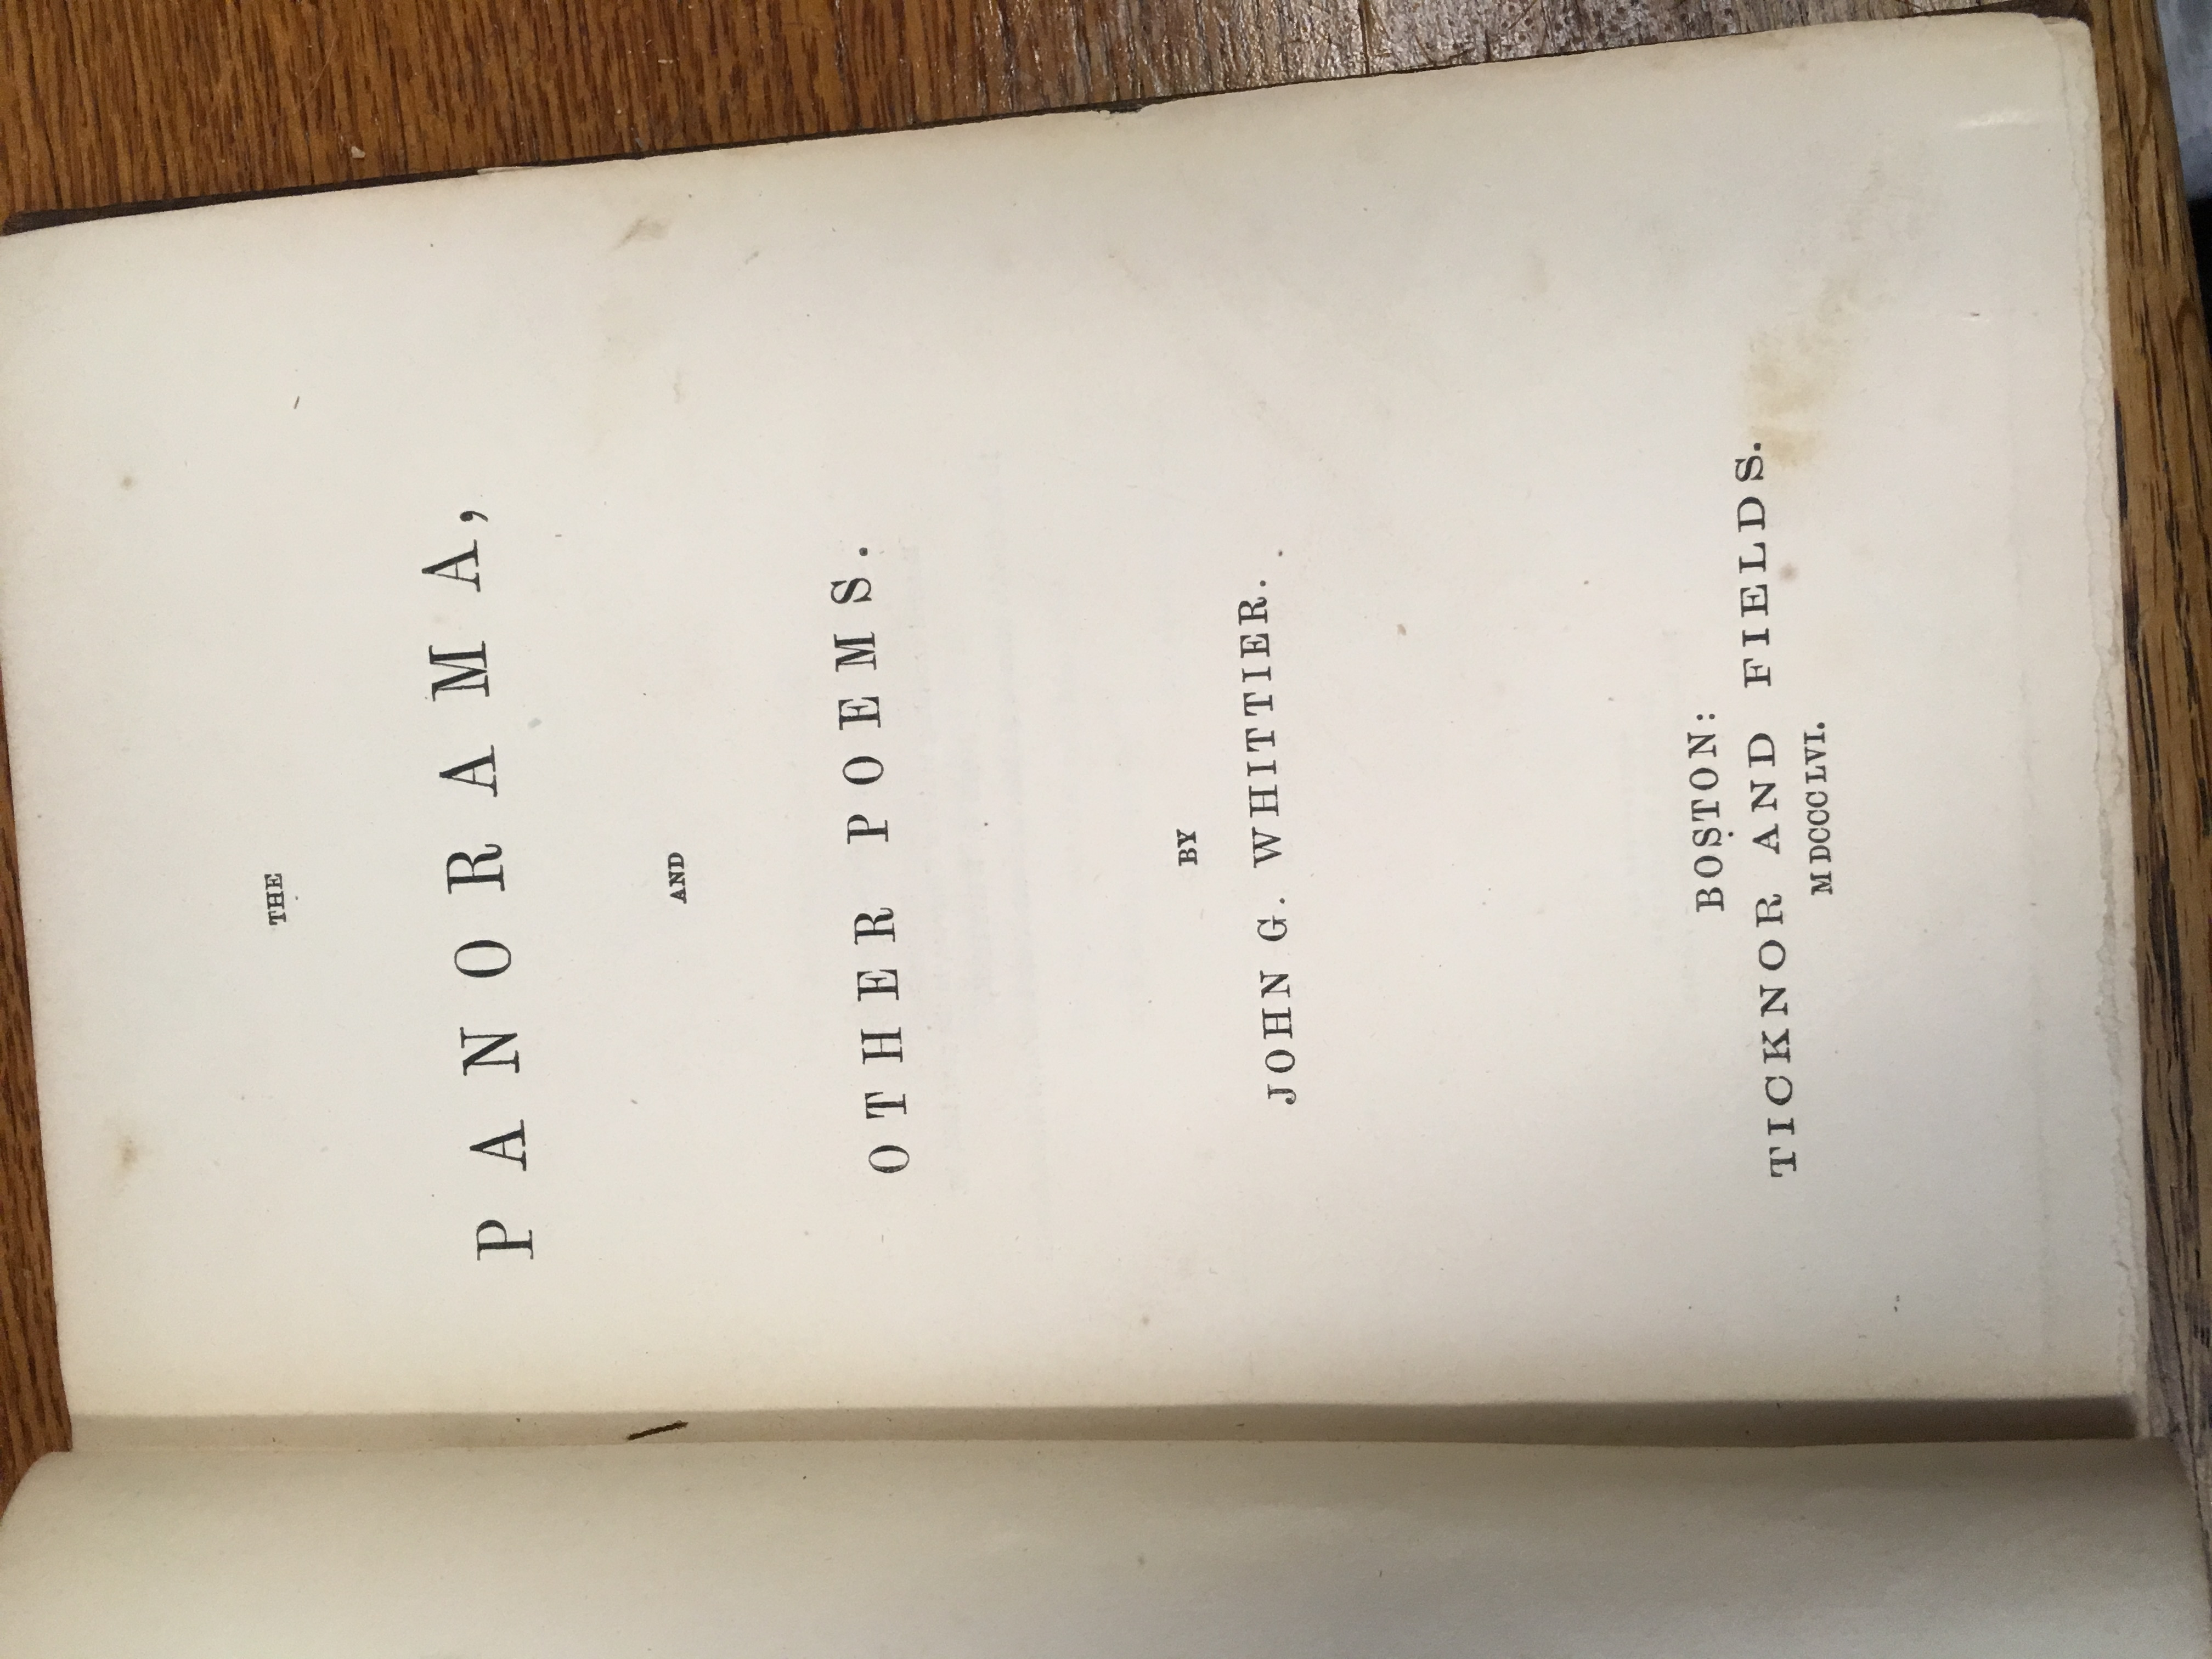 THE
PANORAMA,
AND
OTHER POEMS.
BY
JOHN G. WHITTIER.
BOSTON:
TICKNOR AND FIELDS.
MDCCCLVI.